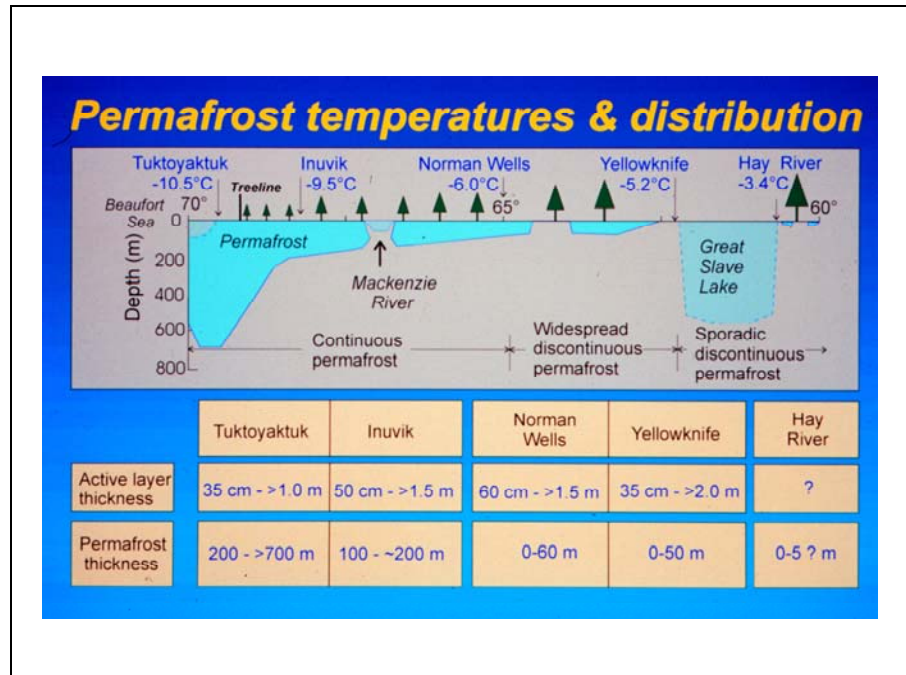 Permafrost temperatures & distribution
Tuktoyaktuk
-10.5°C
Inuvik
-9.5°C
Norman Wells
-6.0°C
Yellowknife
-5.2°C
Hay River
-3.4°C
Treeline
Beaufort
Sea
70°
65°
60°
Depth (m)
0
200
400
600
800
Permafrost
Mackenzie
River
Great
Slave
Lake
Continuous
permafrost
Widespread
discontinuous
permafrost
Sporadic
discontinuous
permafrost
Tuktoyaktuk
Inuvik
Norman
Wells
Yellowknife
Hay
River
Active layer
thickness
35 cm - >1.0 m
50 cm - >1.5 m
60 cm - >1.5 m
35 cm - >2.0 m
?
Permafrost
thickness
200 - >700 m
100 - ~200 m
0-60 m
0-50 m
0-5 ? m